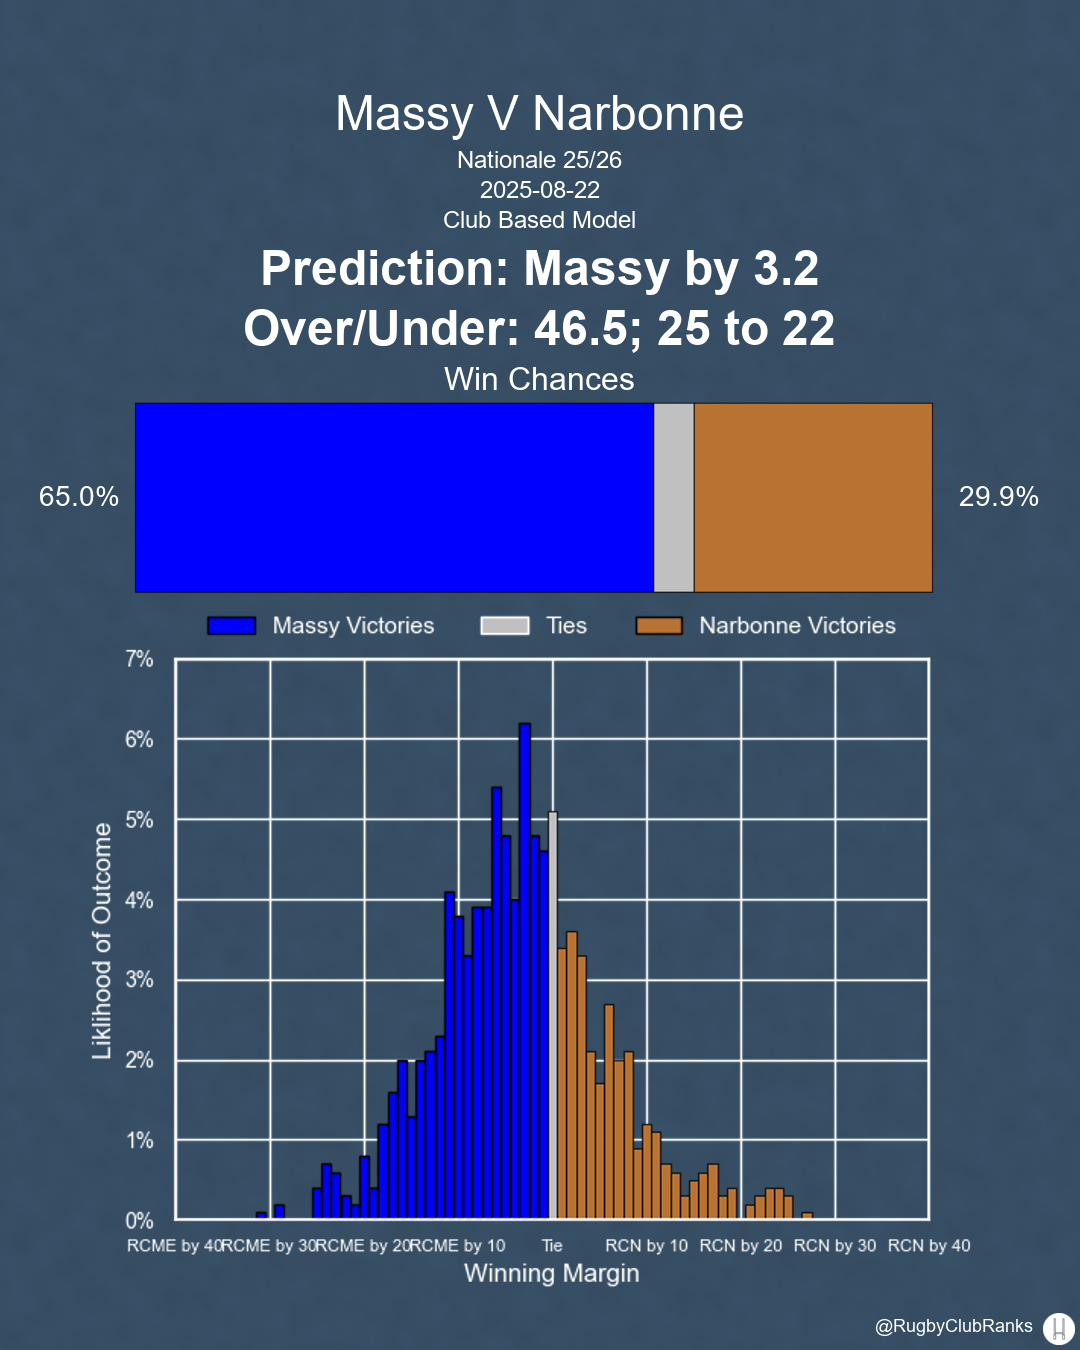 Massy V Narbonne
Nationale 25/26
2025-08-22
Club Based Model
Prediction: Massy by 3.2
Over/Under: 46.5; 25 to 22
Win Chances
65.0%
29.9%
Massy Victories
Ties
Narbonne Victories
7%
6%
5%
4%
3%
2%
1%
0%
Liklihood of Outcome
RCME by 40
RCME by 30
RCME by 20
RCME by 10
Tie
RCN by 10
RCN by 20
RCN by 30
RCN by 40
Winning Margin
@RugbyClubRanks